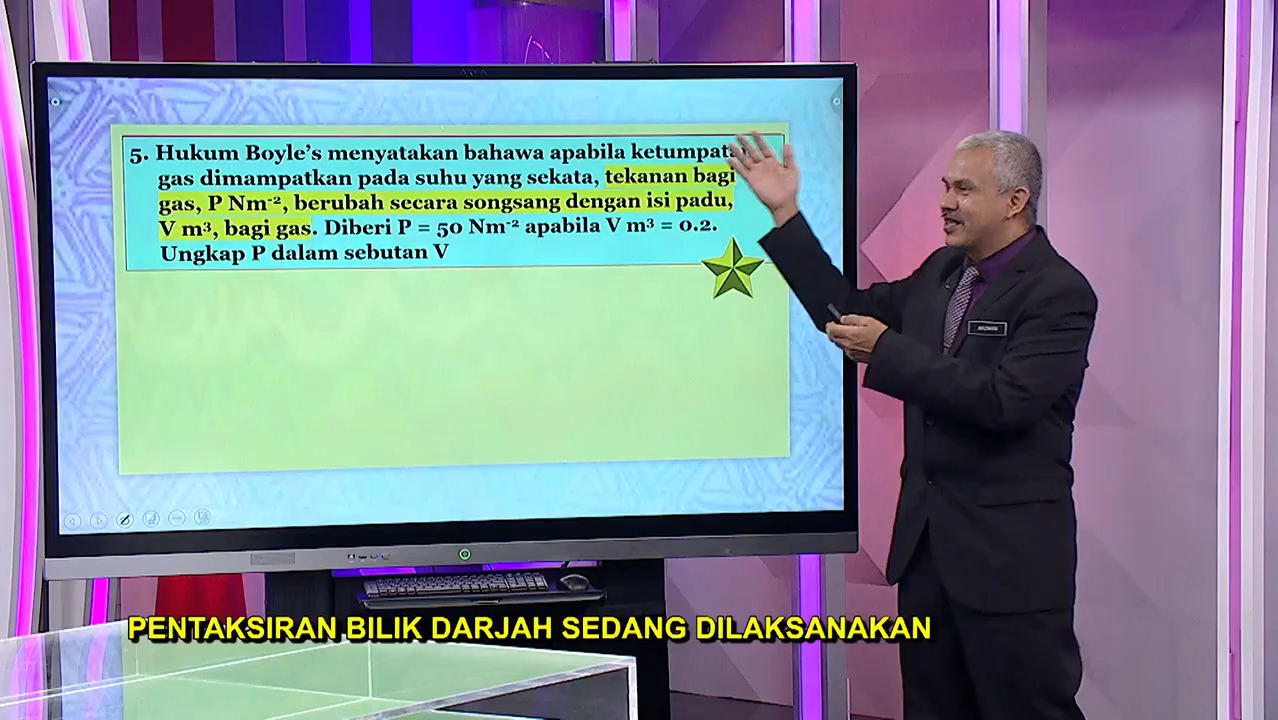 5. Hukum Boyle's menyatakan bahawa apabila
gas dimampatkan pada suhu yang sekata, tekanan bagi
gas, P Nm⁻², berubah secara songsang dengan isi padu,
V m³, bagi gas. Diberi P = 50 Nm⁻² apabila V m³ = 0.2.
Ungkap P dalam sebutan V
PENTAKSIRAN BILIK DARJAH SEDANG DILAKSANAKAN